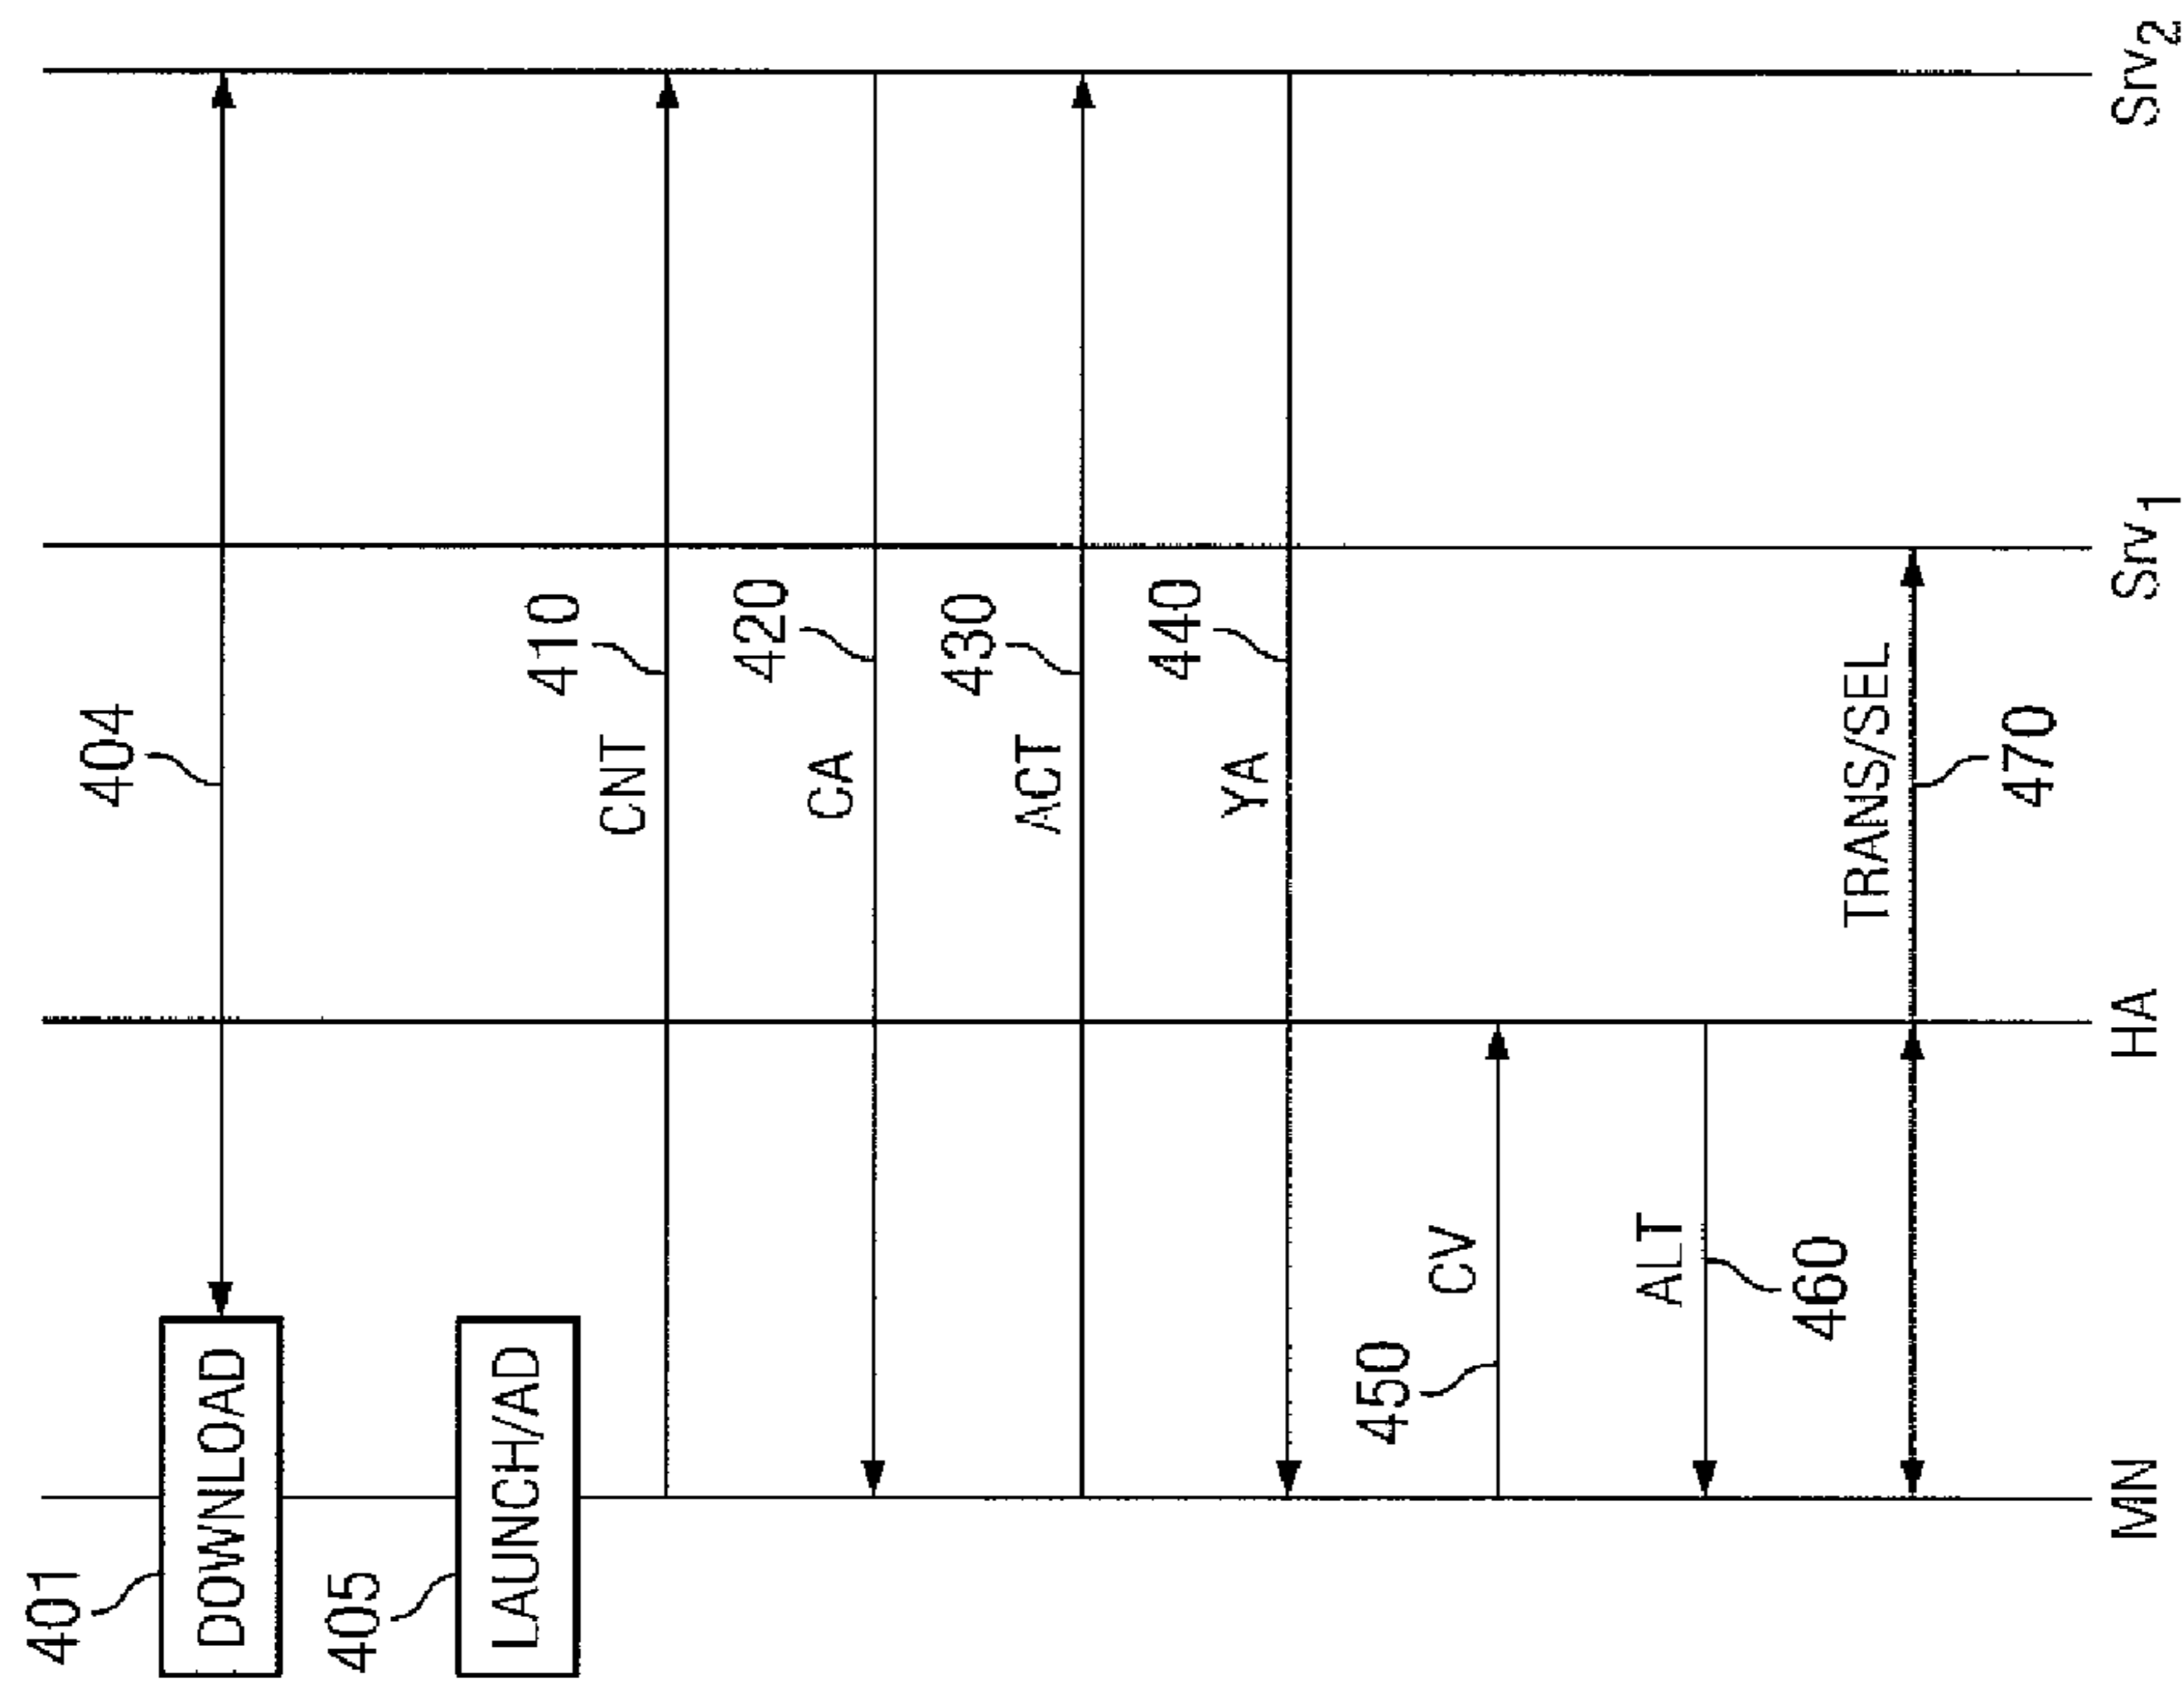 401
DOWNLOAD
404
405
LAUNCH/AD
410
CNT
420
CA
430
ACT
440
YA
450
CV
ALT
460
TRANS/SEL
470
MN
HA
Srv1
Srv2